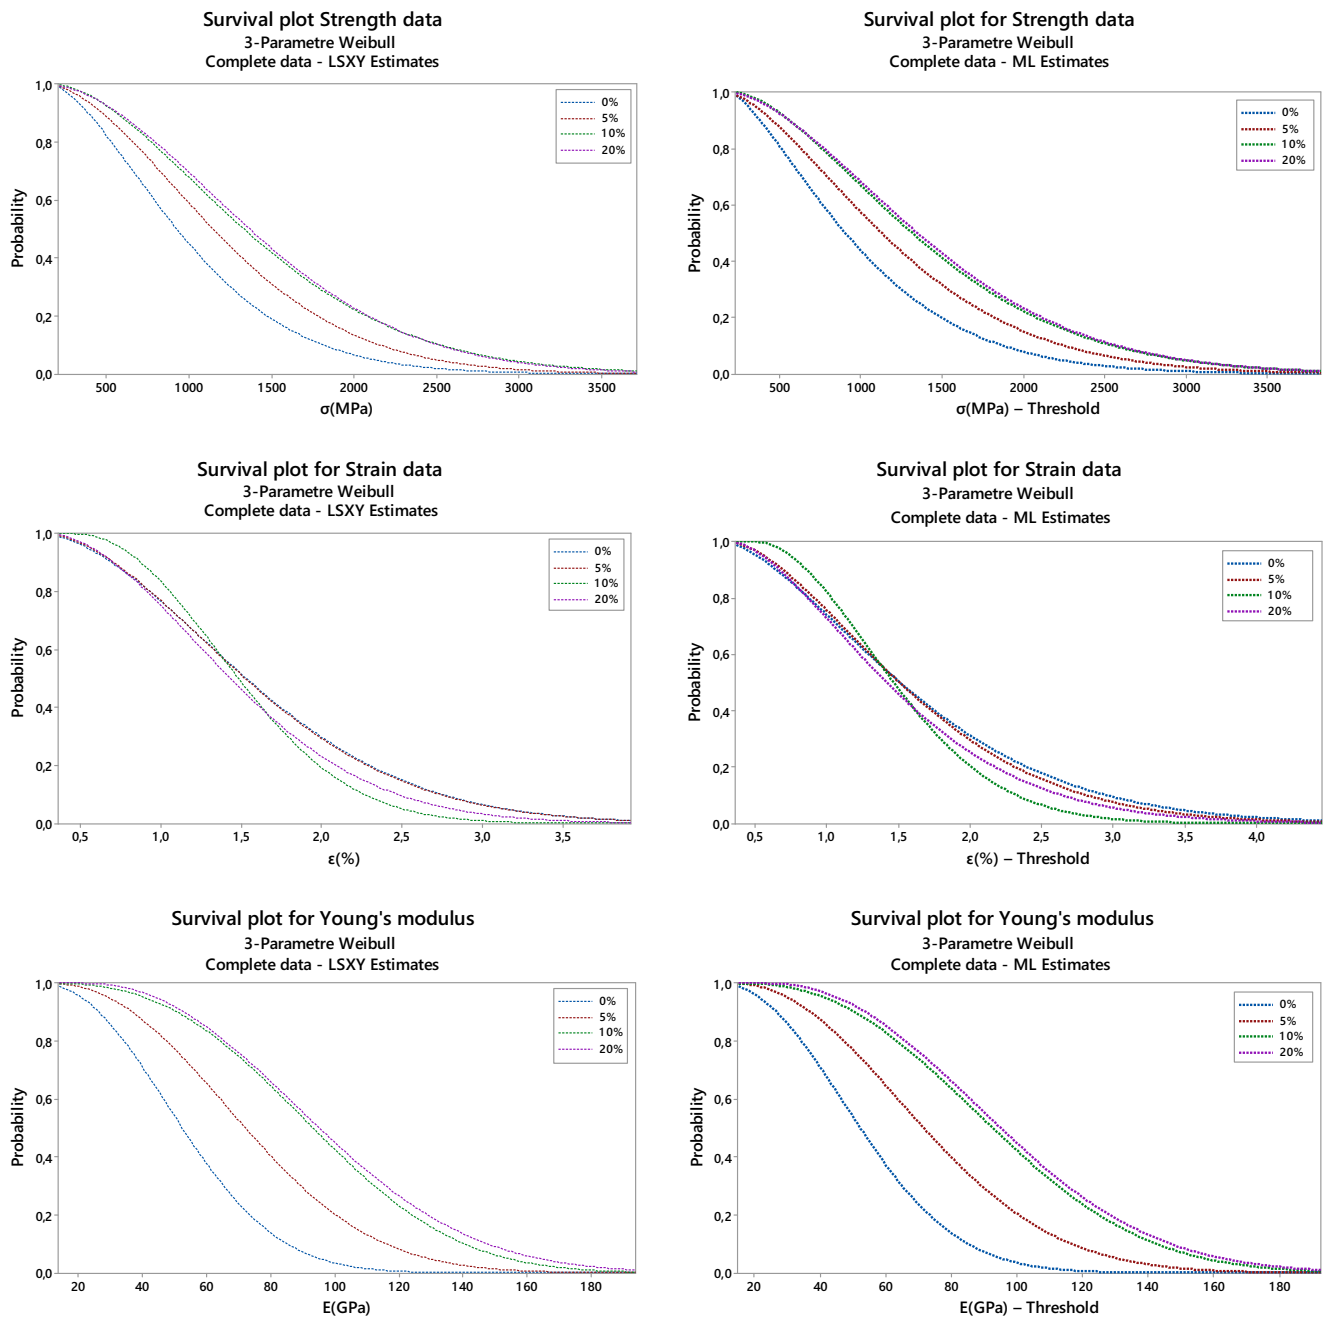 Survival plot Strength data
3-Parametre Weibull
Complete data - LSXY Estimates
1,0
0,8
0,6
0,4
0,2
0,0
Probability
0%
5%
10%
20%
500 1000 1500 2000 2500 3000 3500
σ(MPa)
Survival plot for Strength data
3-Parametre Weibull
Complete data - ML Estimates
1,0
0,8
0,6
0,4
0,2
0,0
Probability
0%
5%
10%
20%
500 1000 1500 2000 2500 3000 3500
σ(MPa) – Threshold
Survival plot for Strain data
3-Parametre Weibull
Complete data - LSXY Estimates
1,0
0,8
0,6
0,4
0,2
0,0
Probability
0%
5%
10%
20%
0,5 1,0 1,5 2,0 2,5 3,0 3,5
ε(%)
Survival plot for Strain data
3-Parametre Weibull
Complete data - ML Estimates
1,0
0,8
0,6
0,4
0,2
0,0
Probability
0%
5%
10%
20%
0,5 1,0 1,5 2,0 2,5 3,0 3,5 4,0
ε(%) – Threshold
Survival plot for Young's modulus
3-Parametre Weibull
Complete data - LSXY Estimates
1,0
0,8
0,6
0,4
0,2
0,0
Probability
0%
5%
10%
20%
20 40 60 80 100 120 140 160 180
E(GPa)
Survival plot for Young's modulus
3-Parametre Weibull
Complete data - ML Estimates
1,0
0,8
0,6
0,4
0,2
0,0
Probability
0%
5%
10%
20%
20 40 60 80 100 120 140 160 180
E(GPa) – Threshold